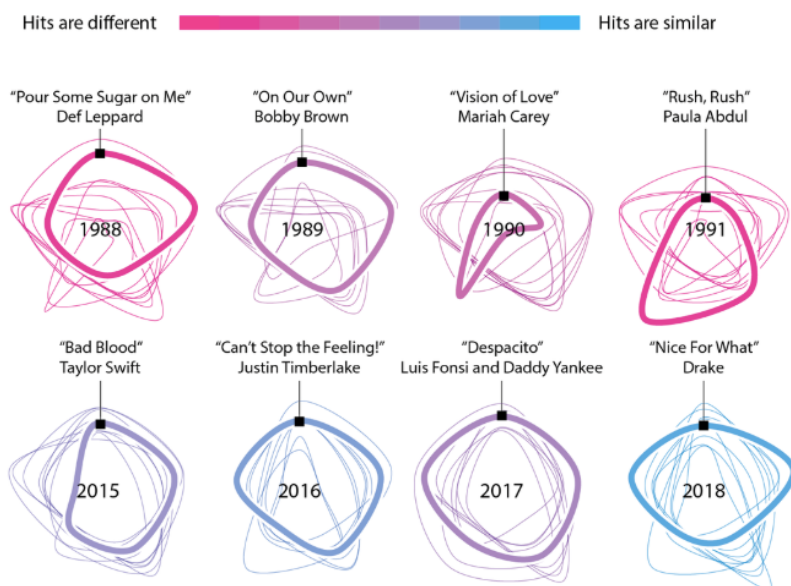 Hits are different
Hits are similar
“Pour Some Sugar on Me”
Def Leppard
“On Our Own”
Bobby Brown
“Vision of Love”
Mariah Carey
“Rush, Rush”
Paula Abdul
1988
1989
1990
1991
“Bad Blood”
Taylor Swift
“Can’t Stop the Feeling!”
Justin Timberlake
“Despacito”
Luis Fonsi and Daddy Yankee
“Nice For What”
Drake
2015
2016
2017
2018